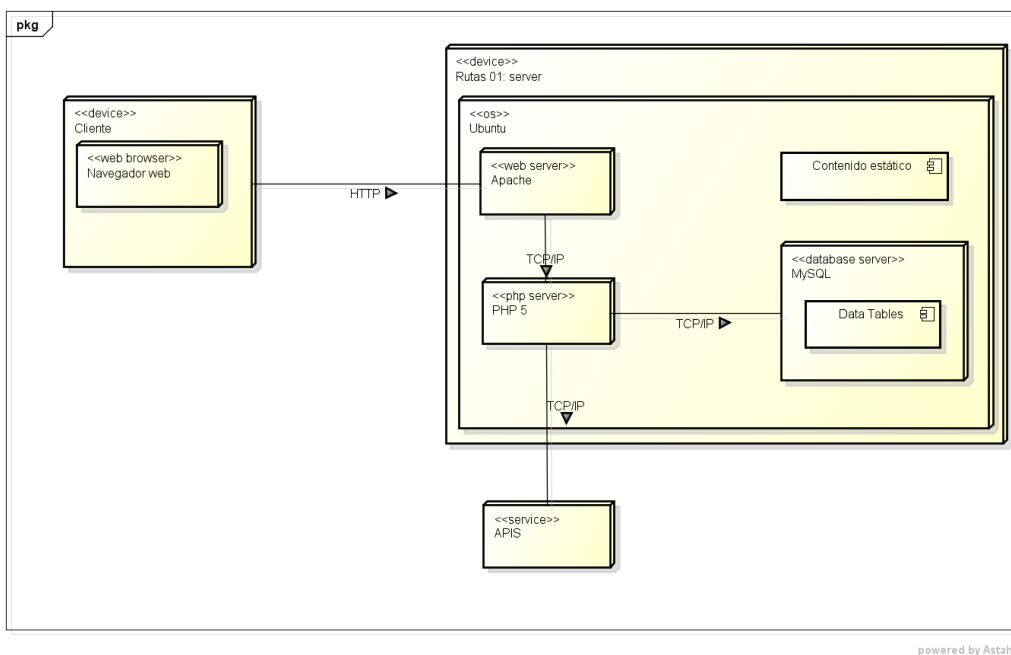 pkg
<<device>>
Cliente
<<web browser>>
Navegador web
HTTP
<<device>>
Rutas 01: server
<<os>>
Ubuntu
<<web server>>
Apache
TCP/IP
<<php server>>
PHP 5
TCP/IP
Contenido estático
<<database server>>
MySQL
Data Tables
TCP/IP
<<service>>
APIS
powered by Astah